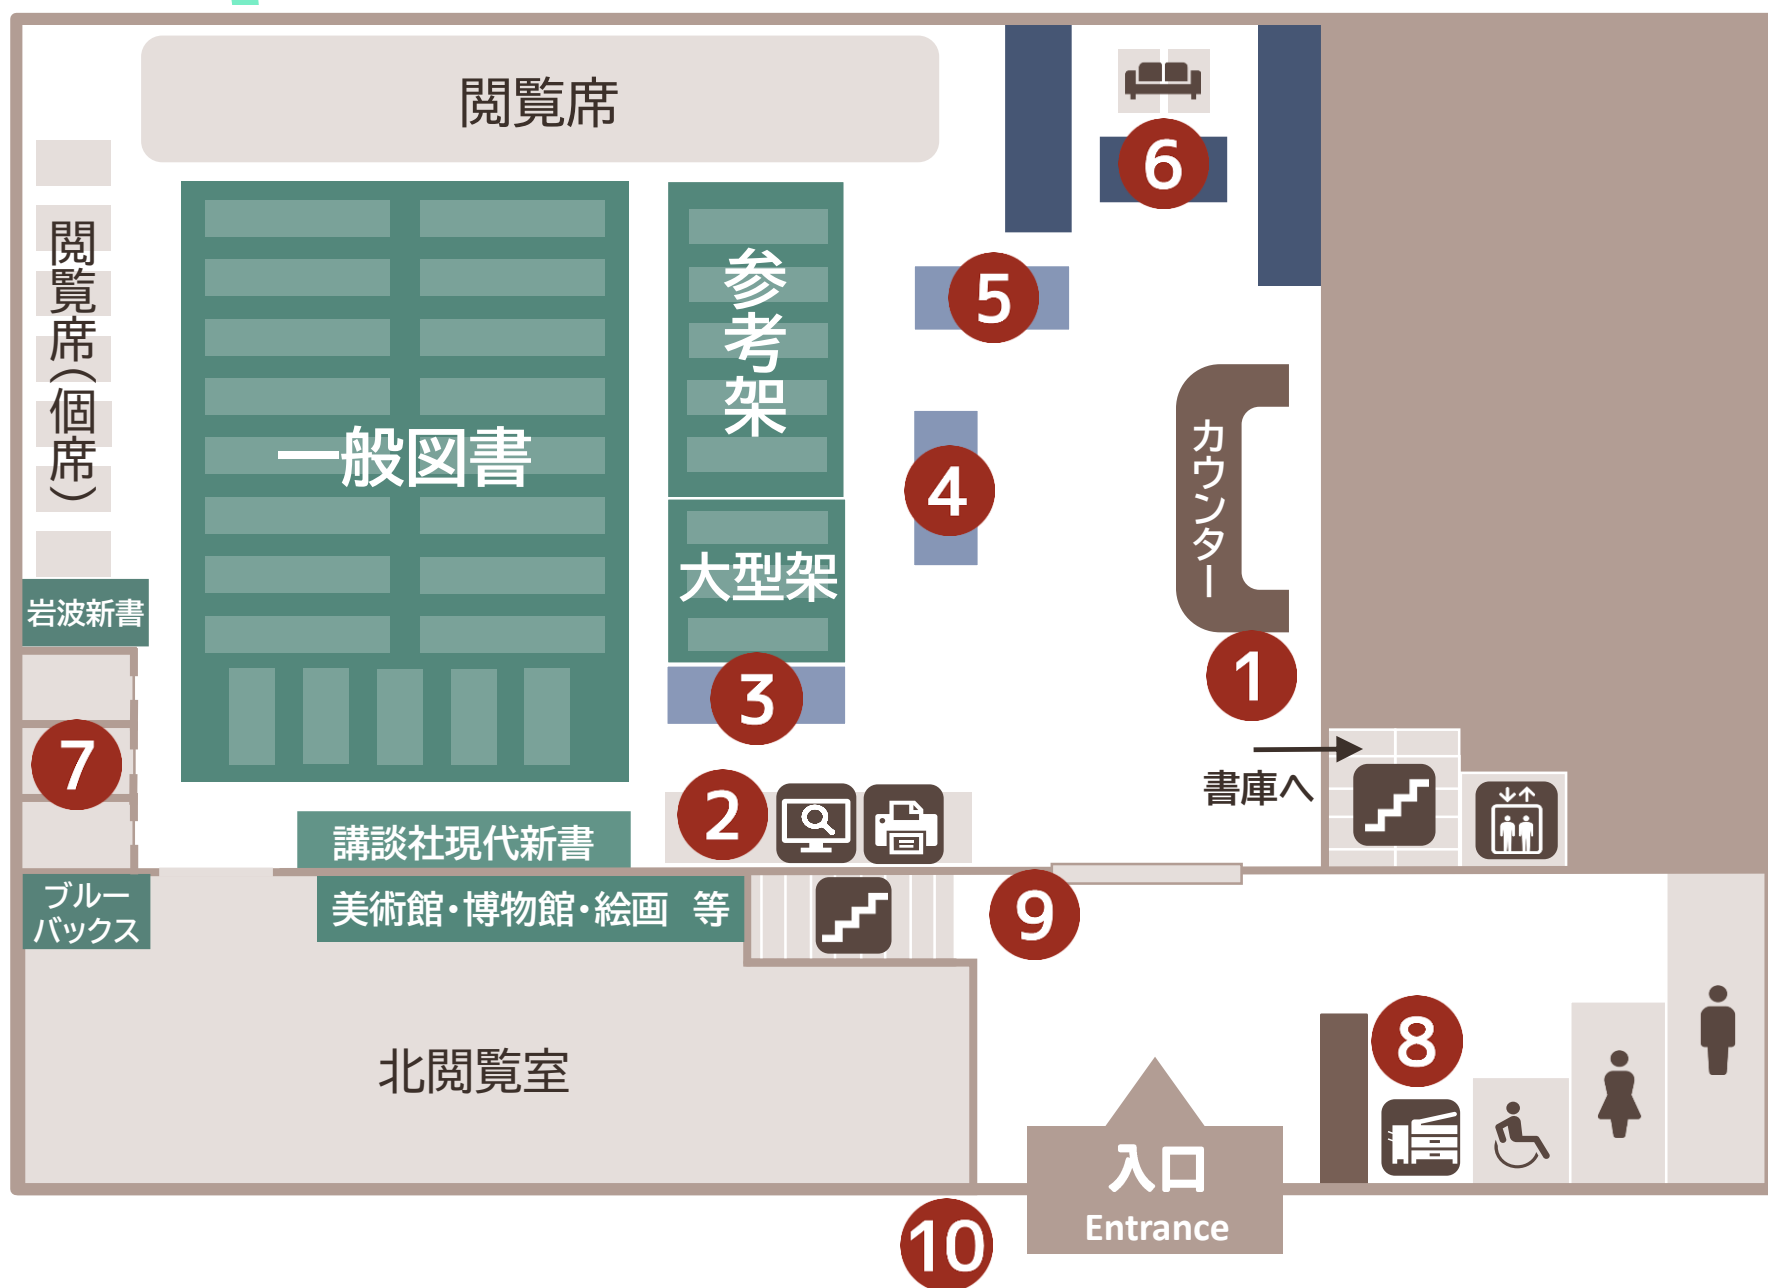 閲覧席
6
閲覧席(個席)
参考架
5
一般図書
4
カウンター
大型架
岩波新書
1
3
7
書庫へ
2
講談社現代新書
ブルー
バックス
美術館・博物館・絵画 等
9
北閲覧室
8
入口
Entrance
10